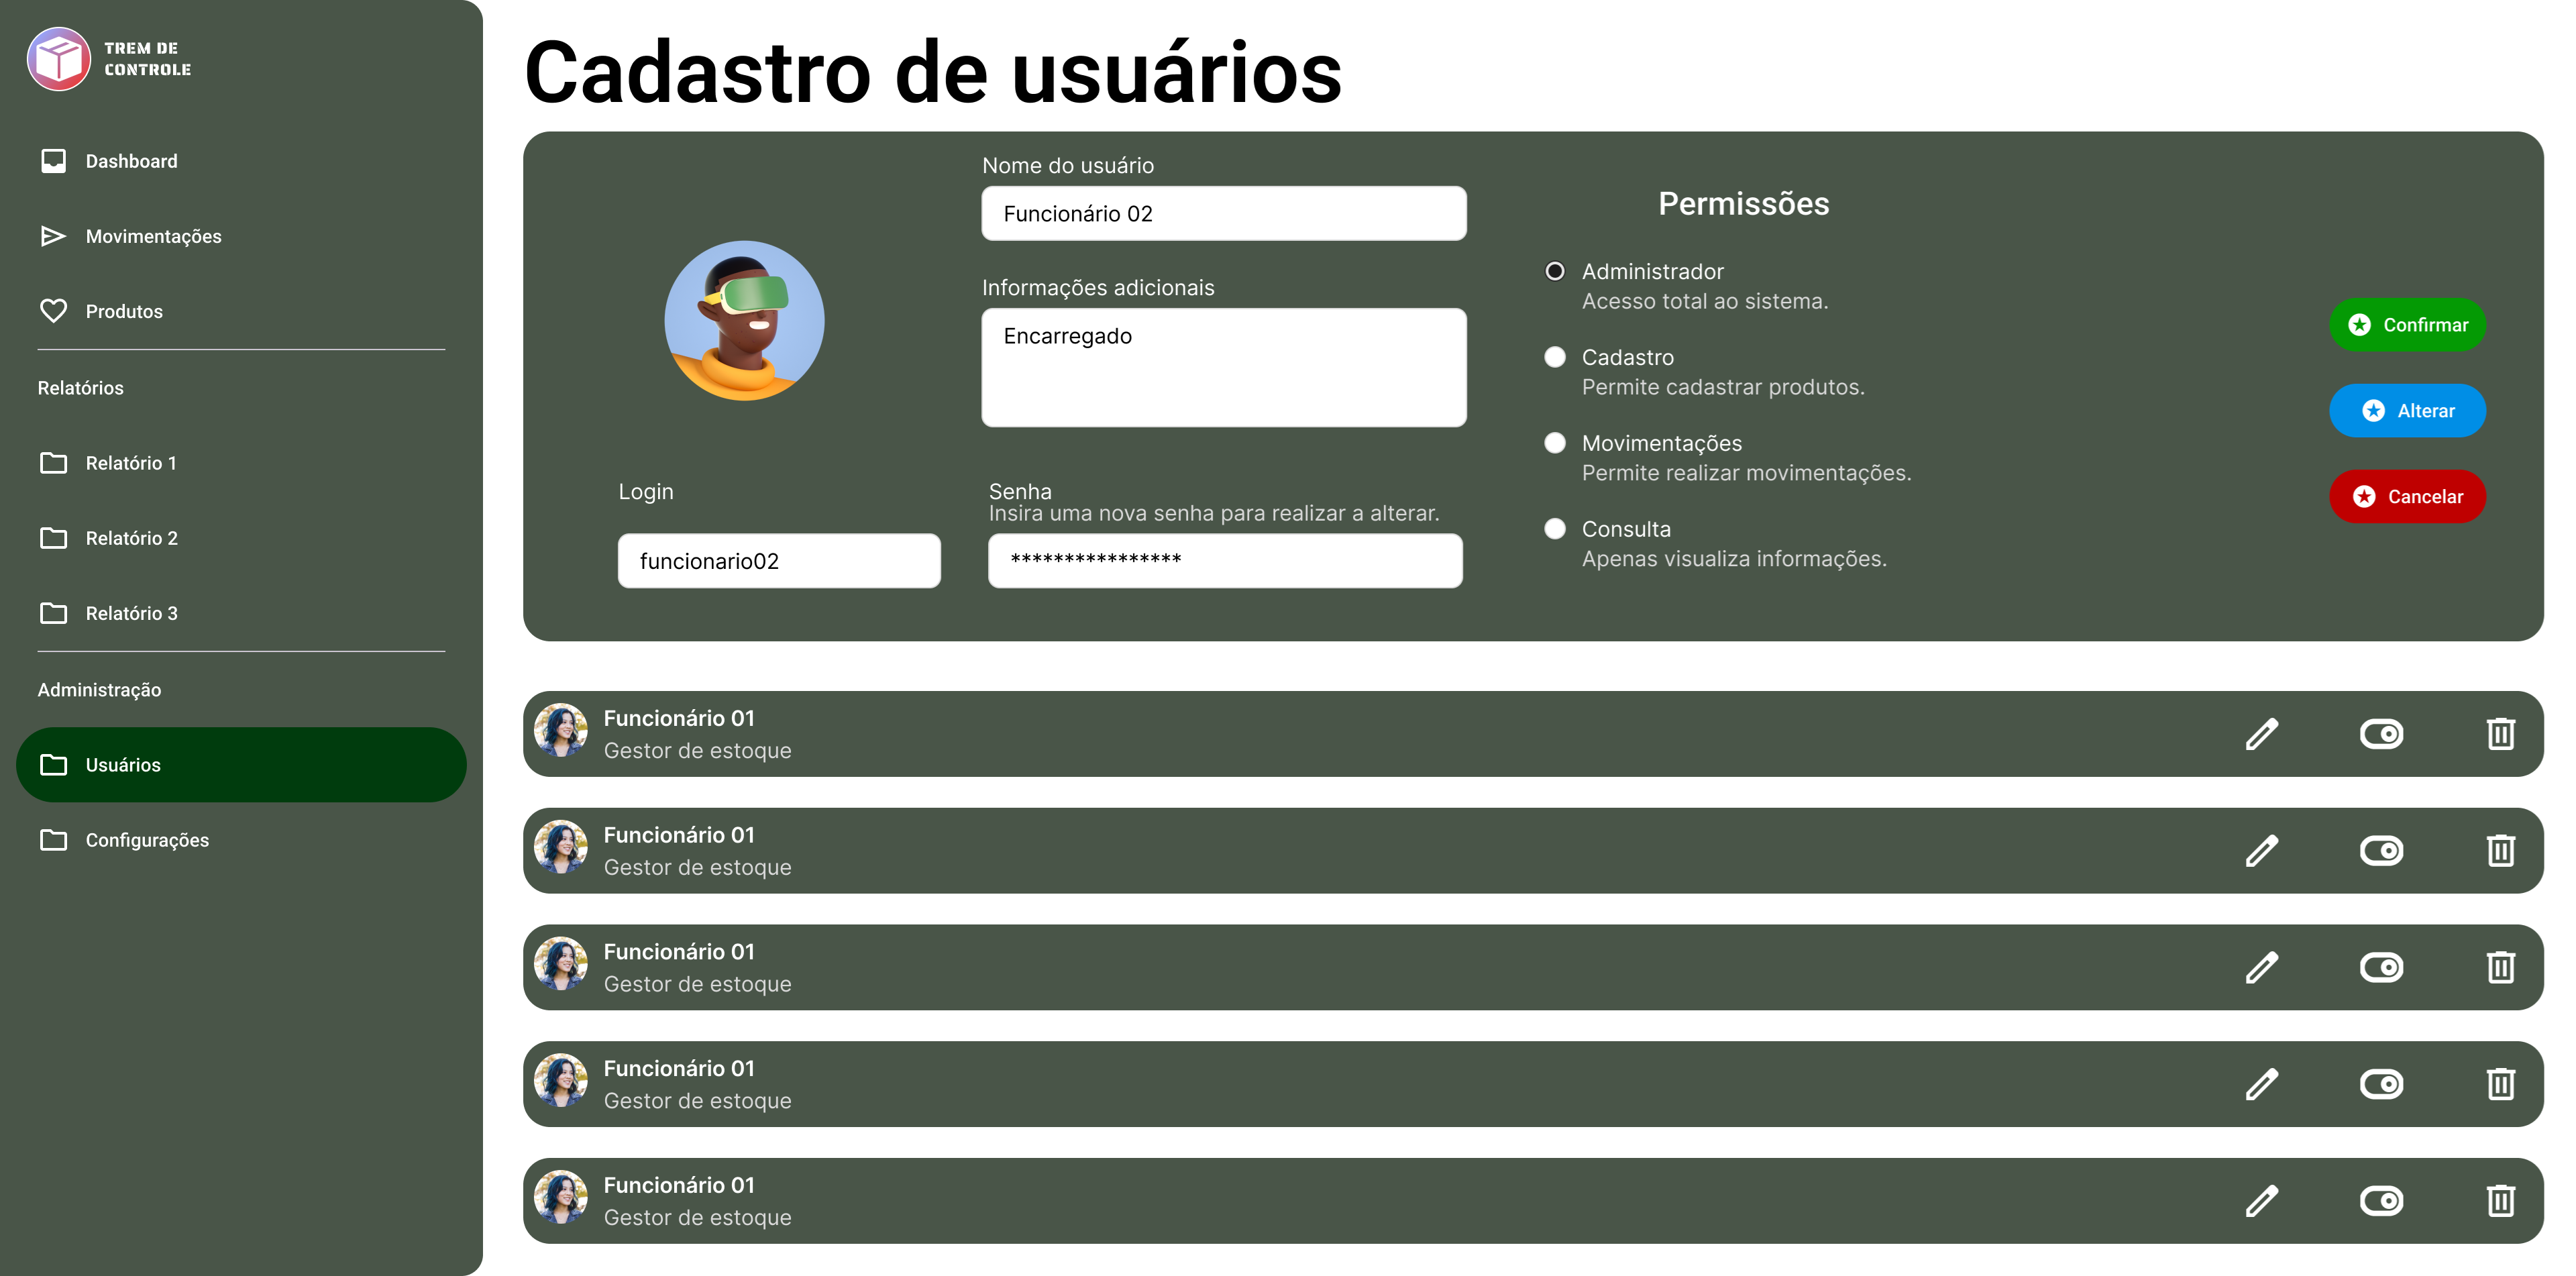 TREM DE
CONTROLE
Dashboard
Movimentações
Produtos
Relatórios
Relatório 1
Relatório 2
Relatório 3
Administração
Usuários
Configurações
Cadastro de usuários
Nome do usuário
Funcionário 02
Informações adicionais
Encarregado
Login
funcionario02
Senha
Insira uma nova senha para realizar a alterar.
****************
Permissões
Administrador
Acesso total ao sistema.
Cadastro
Permite cadastrar produtos.
Movimentações
Permite realizar movimentações.
Consulta
Apenas visualiza informações.
Confirmar
Alterar
Cancelar
Funcionário 01
Gestor de estoque
Funcionário 01
Gestor de estoque
Funcionário 01
Gestor de estoque
Funcionário 01
Gestor de estoque
Funcionário 01
Gestor de estoque